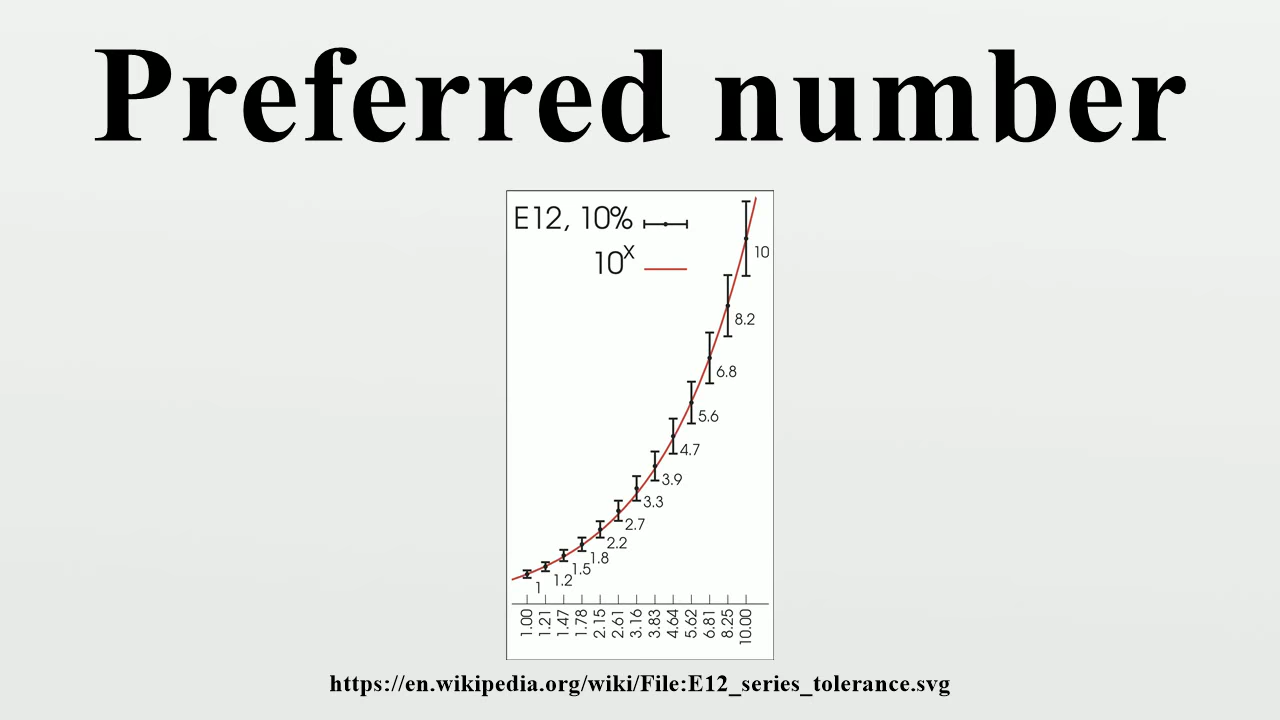 Preferred number
E12, 10%
10^x
10
8.2
6.8
5.6
4.7
3.9
3.3
2.7
2.2
1.8
1.5
1.2
1
1.00 1.21 1.47 1.78 2.15 2.61 3.16 3.83 4.64 5.62 6.81 8.25 10.00
https://en.wikipedia.org/wiki/File:E12_series_tolerance.svg